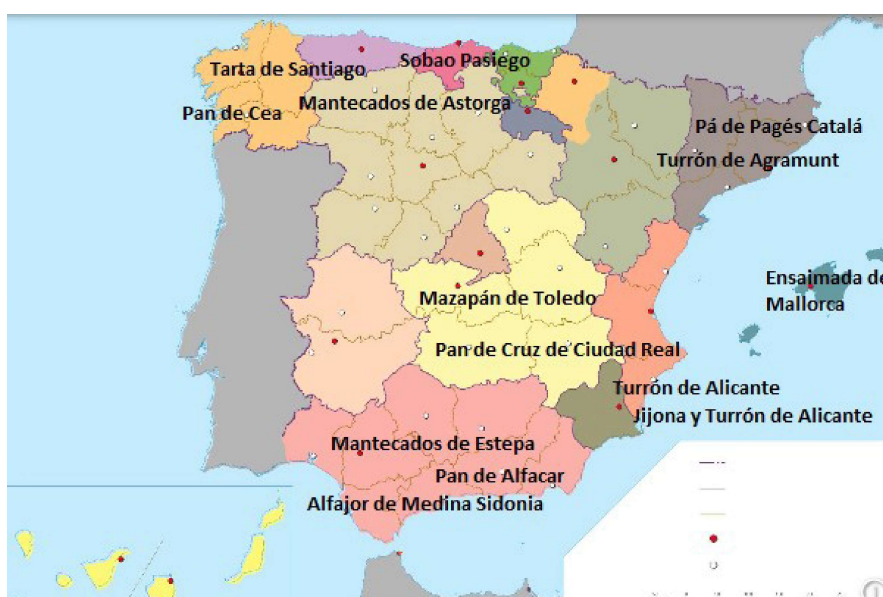 Sobao Pasiego
Tarta de Santiago
Mantecados de Astorga
Pan de Cea
Pá de Pagés Catalá
Turrón de Agramunt
Ensaimada de
Mallorca
Mazapán de Toledo
Pan de Cruz de Ciudad Real
Turrón de Alicante
Jijona y Turrón de Alicante
Mantecados de Estepa
Pan de Alfacar
Alfajor de Medina Sidonia